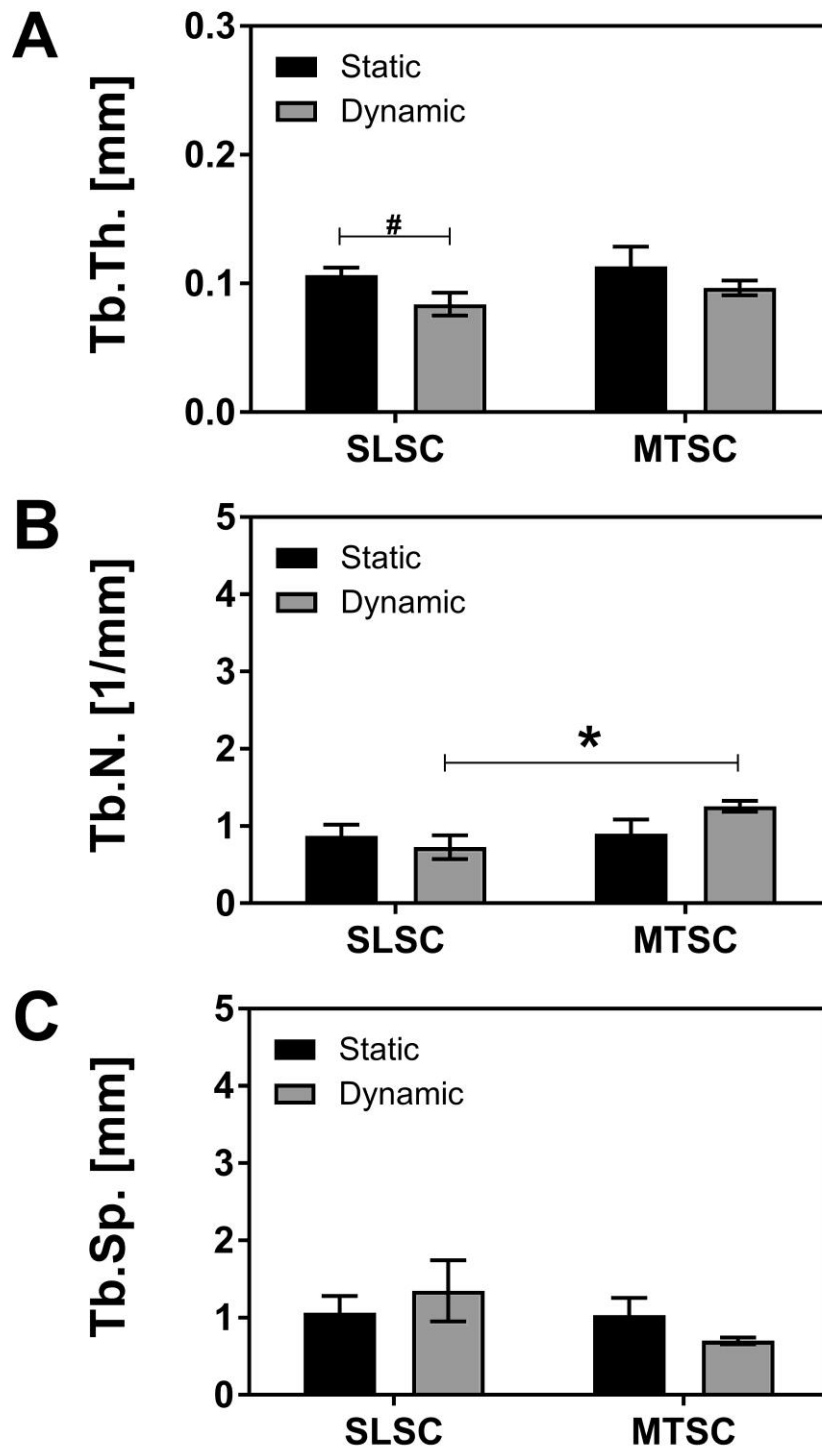 A
Tb.Th. [mm]
0.3
0.2
0.1
0.0
Static
Dynamic
#
SLSC
MTSC
B
Tb.N. [1/mm]
5
4
3
2
1
0
Static
Dynamic
*
SLSC
MTSC
C
Tb.Sp. [mm]
5
4
3
2
1
0
Static
Dynamic
SLSC
MTSC